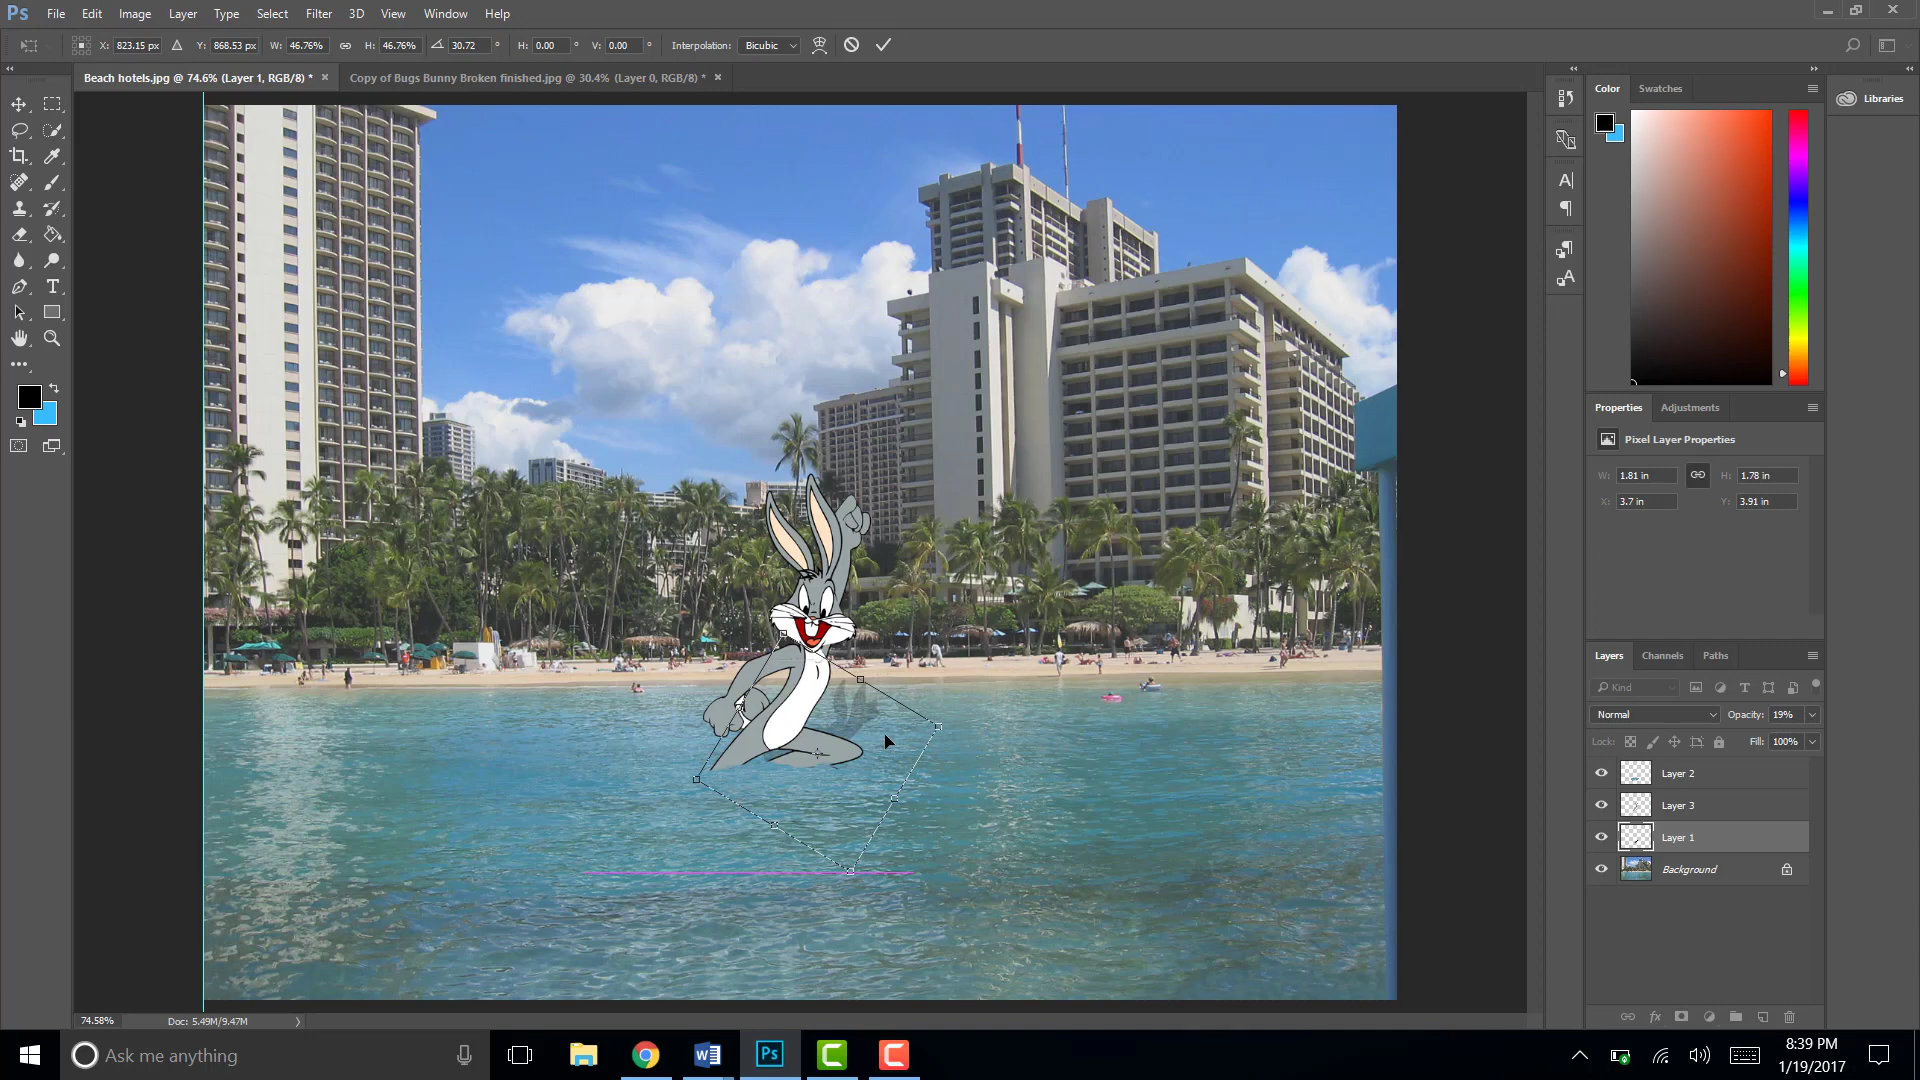 Ps File Edit Image Layer Type Select Filter 3D View Window Help
X: 823.15 px Y: 868.53 px W: 46.76% H: 46.76% 30.72 ° H: 0.00 ° V: 0.00 ° Interpolation: Bicubic
Beach hotels.jpg @ 74.6% (Layer 1, RGB/8) * × Copy of Bugs Bunny Broken finished.jpg @ 30.4% (Layer 0, RGB/8) * ×
Color Swatches
Libraries
Properties Adjustments
Pixel Layer Properties
W: 1.81 in H: 1.78 in
X: 3.7 in Y: 3.91 in
Layers Channels Paths
Kind
Normal Opacity: 19%
Lock: Fill: 100%
Layer 2
Layer 3
Layer 1
Background
fx
74.58% Doc: 5.49M/9.47M
Ask me anything
Ps
8:39 PM
1/19/2017